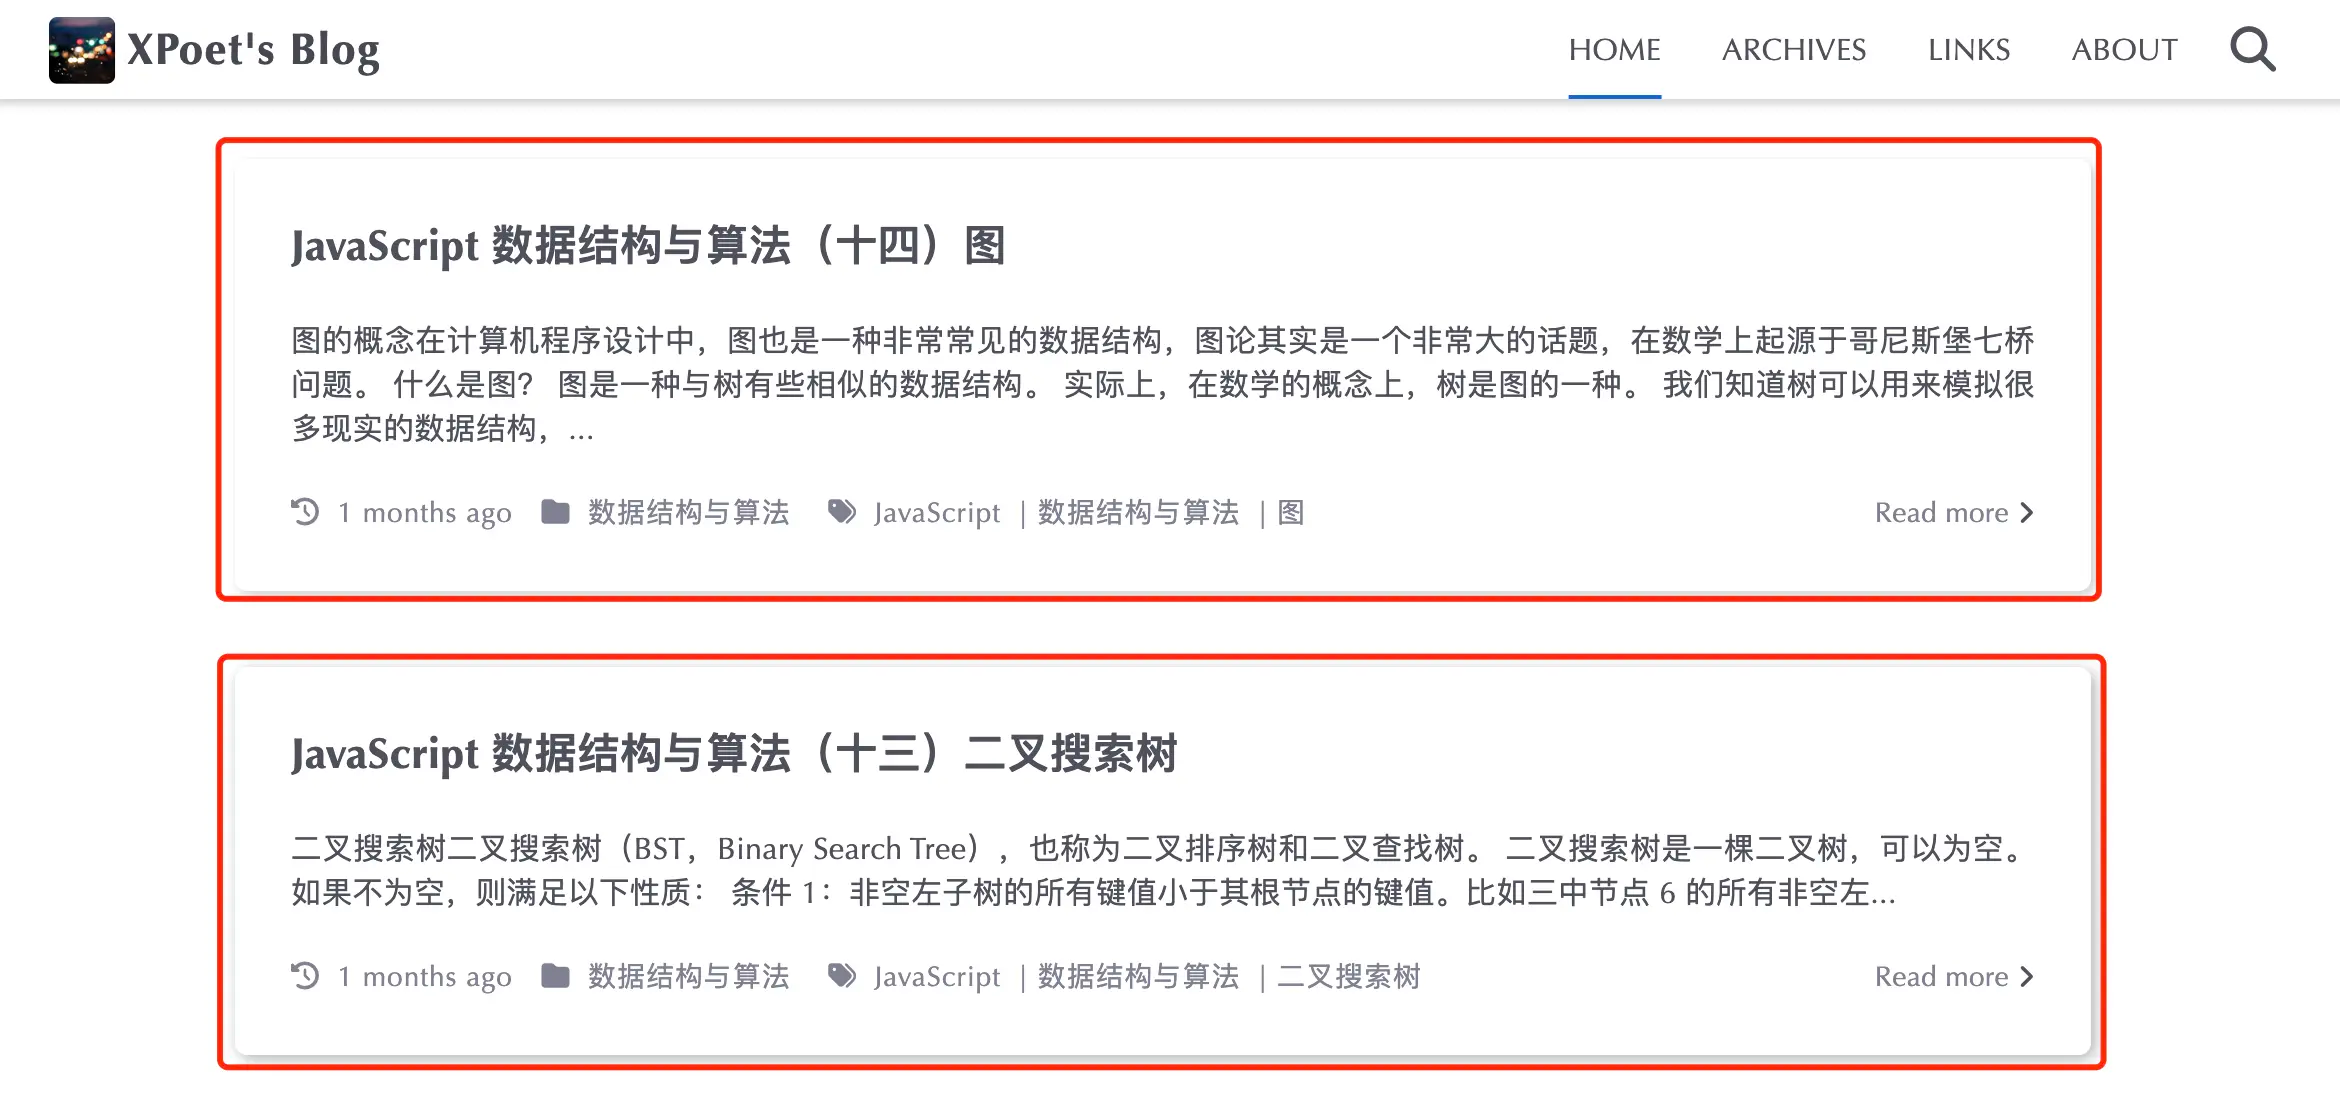 XPoet's Blog
HOME ARCHIVES LINKS ABOUT
JavaScript 数据结构与算法（十四）图
图的概念在计算机程序设计中，图也是一种非常常见的数据结构，图论其实是一个非常大的话题，在数学上起源于哥尼斯堡七桥
问题。 什么是图？ 图是一种与树有些相似的数据结构。 实际上，在数学的概念上，树是图的一种。 我们知道树可以用来模拟很
多现实的数据结构，...
1 months ago 数据结构与算法 JavaScript | 数据结构与算法 | 图 Read more
JavaScript 数据结构与算法（十三）二叉搜索树
二叉搜索树二叉搜索树（BST，Binary Search Tree），也称为二叉排序树和二叉查找树。 二叉搜索树是一棵二叉树，可以为空。
如果不为空，则满足以下性质： 条件 1：非空左子树的所有键值小于其根节点的键值。比如三中节点 6 的所有非空左...
1 months ago 数据结构与算法 JavaScript | 数据结构与算法 | 二叉搜索树 Read more